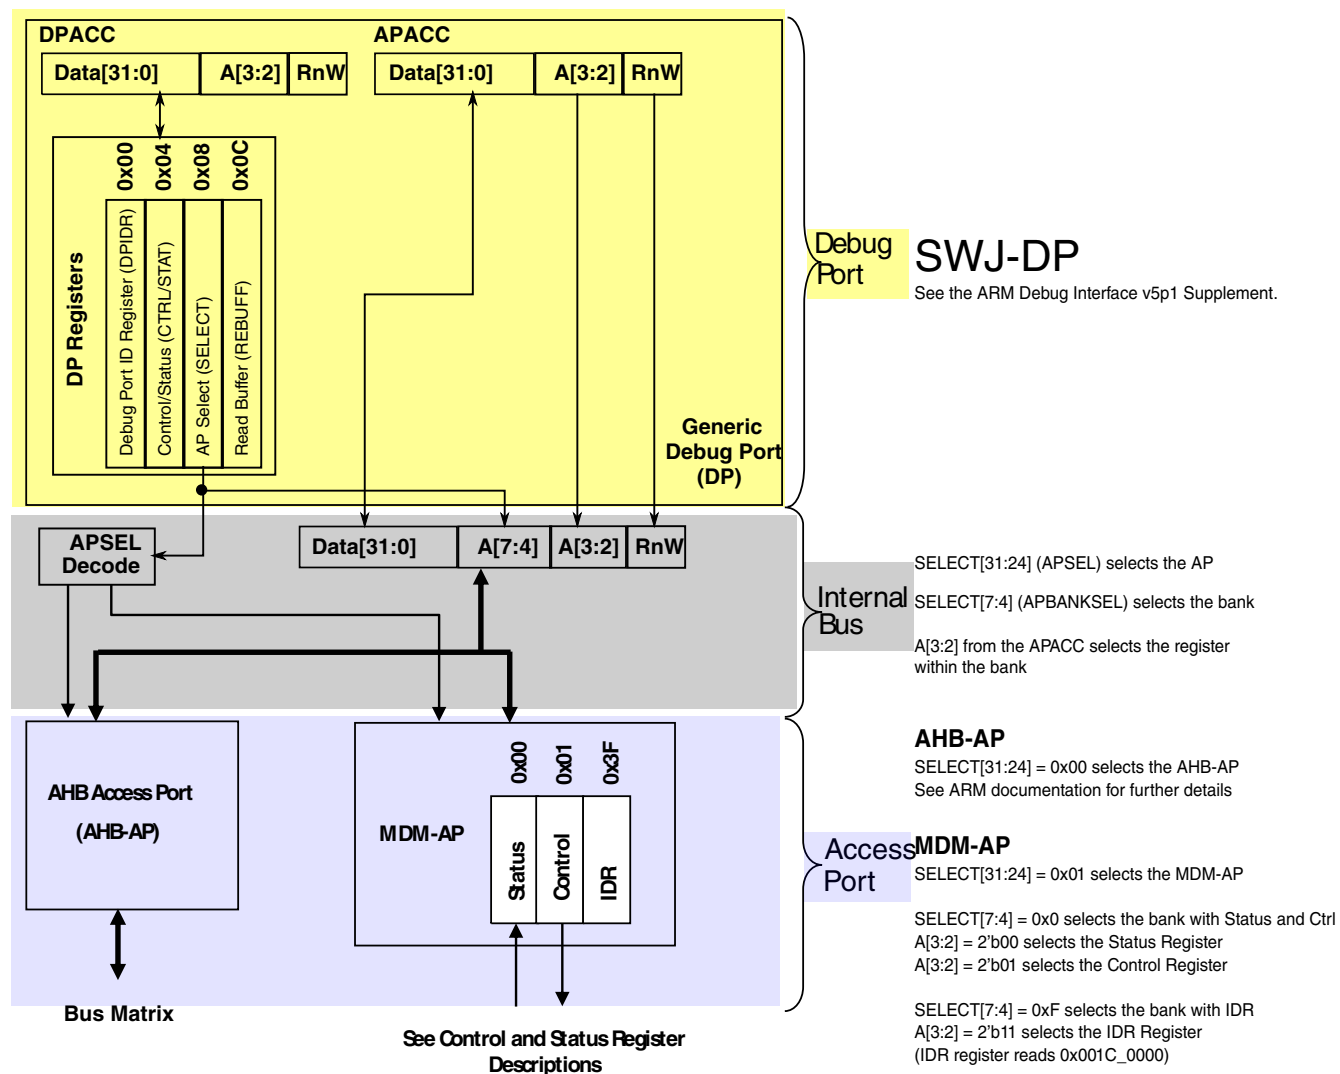 DPACC
APACC
Data[31:0] A[3:2] RnW
Data[31:0] A[3:2] RnW
0x00
0x04
0x08
0x0C
DP Registers
Debug Port ID Register (DPIDR)
Control/Status (CTRL/STAT)
AP Select (SELECT)
Read Buffer (REBUFF)
Generic
Debug Port
(DP)
Debug
Port
SWJ-DP
See the ARM Debug Interface v5p1 Supplement.
APSEL
Decode
Data[31:0] A[7:4] A[3:2] RnW
Internal
Bus
SELECT[31:24] (APSEL) selects the AP
SELECT[7:4] (APBANKSEL) selects the bank
A[3:2] from the APACC selects the register
within the bank
AHB Access Port
(AHB-AP)
MDM-AP
0x00
0x01
0x3F
Status
Control
IDR
Access
Port
AHB-AP
SELECT[31:24] = 0x00 selects the AHB-AP
See ARM documentation for further details
MDM-AP
SELECT[31:24] = 0x01 selects the MDM-AP
SELECT[7:4] = 0x0 selects the bank with Status and Ctrl
A[3:2] = 2'b00 selects the Status Register
A[3:2] = 2'b01 selects the Control Register
SELECT[7:4] = 0xF selects the bank with IDR
A[3:2] = 2'b11 selects the IDR Register
(IDR register reads 0x001C_0000)
Bus Matrix
See Control and Status Register
Descriptions